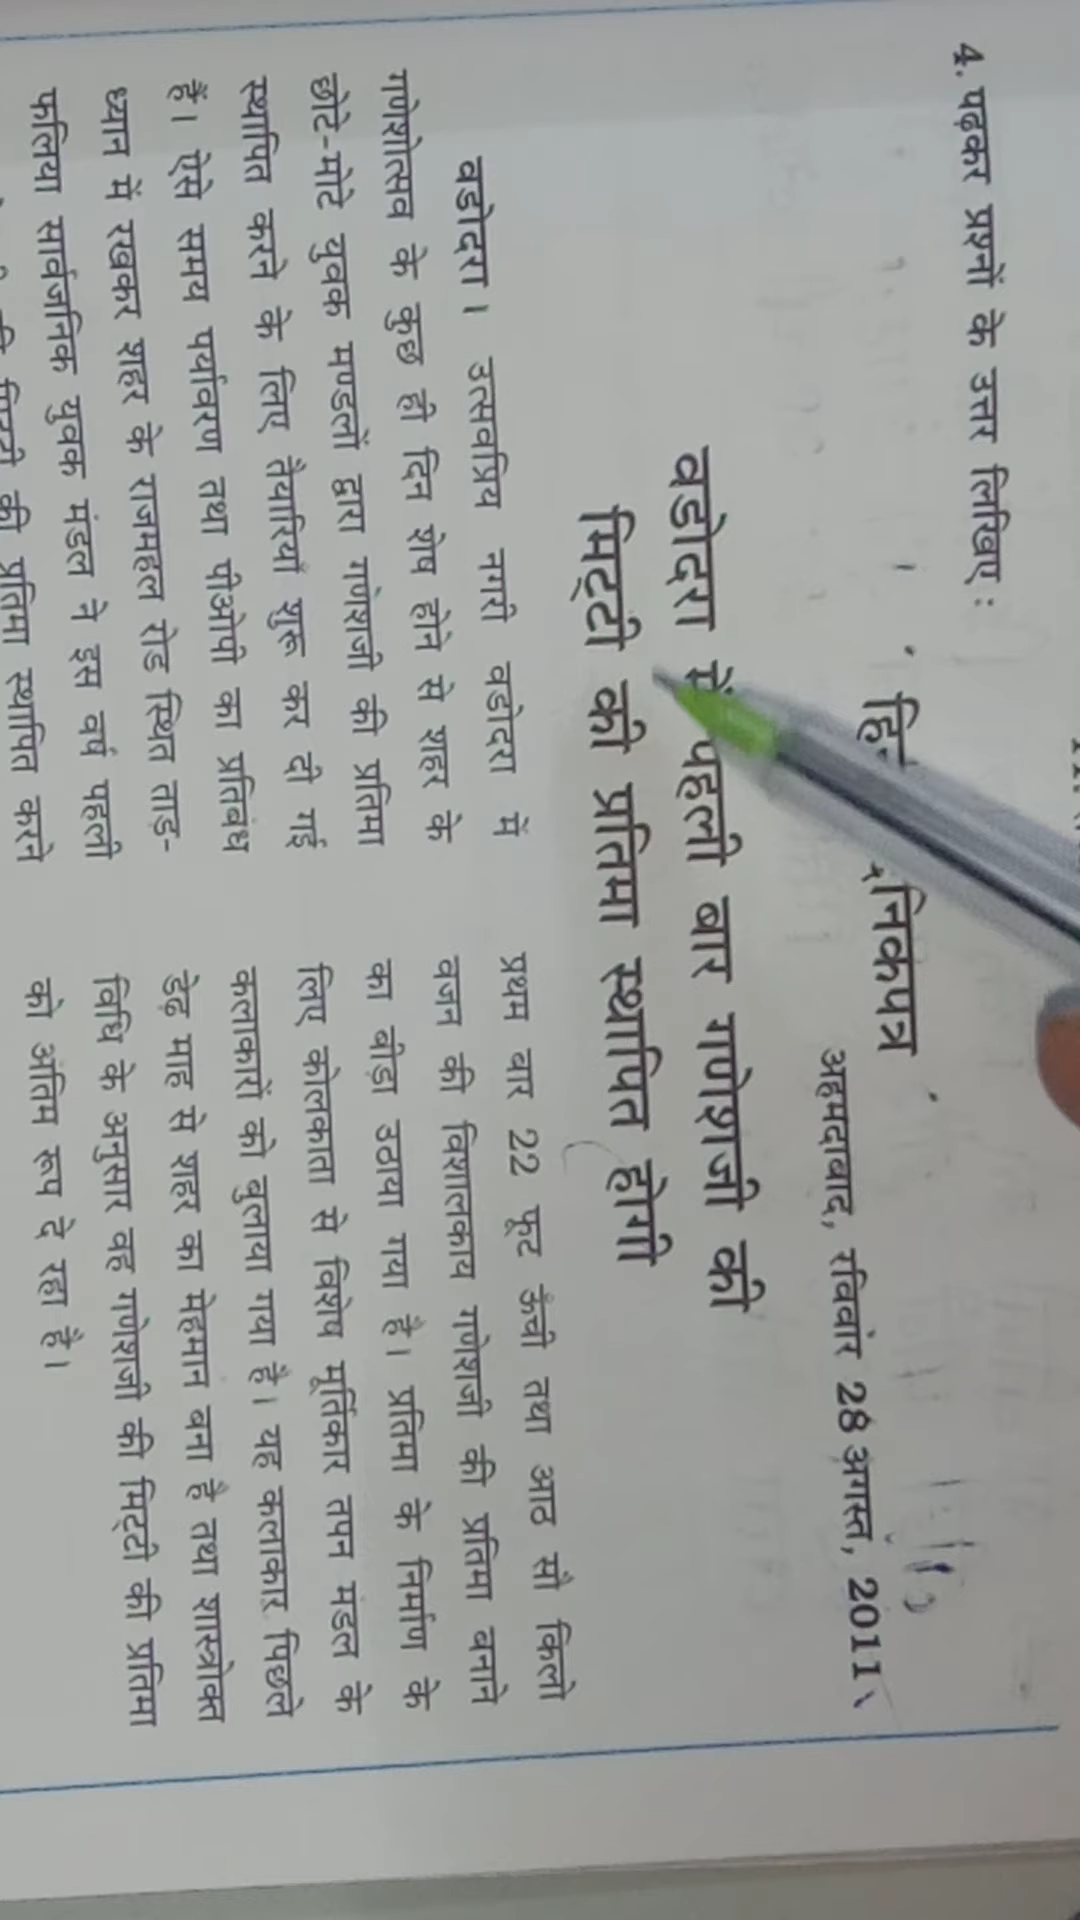 4. पढ़कर प्रश्नों के उत्तर लिखिए :
निकपत्र
अहमदाबाद, रविवार 28 अगस्त, 2011
वडोदरा में पहली बार गणेशजी की
मिट्टी की प्रतिमा स्थापित होगी
वडोदरा। उत्सवप्रिय नगरी वडोदरा में
गणेशोत्सव के कुछ ही दिन शेष होने से शहर के
छोटे-मोटे युवक मण्डलों द्वारा गणेशजी की प्रतिमा
स्थापित करने के लिए तैयारियां शुरू कर दी गई
हैं। ऐसे समय पर्यावरण तथा पीओपी का प्रतिबंध
ध्यान में रखकर शहर के राजमहल रोड स्थित ताड़-
फलिया सार्वजनिक युवक मंडल ने इस वर्ष पहली
की प्रतिमा स्थापित करने
प्रथम बार 22 फूट ऊंची तथा आठ सौ किलो
वजन की विशालकाय गणेशजी की प्रतिमा बनाने
का बीड़ा उठाया गया है। प्रतिमा के निर्माण के
लिए कोलकाता से विशेष मूर्तिकार तपन मंडल के
कलाकारों को बुलाया गया है। यह कलाकार पिछले
डेढ़ माह से शहर का मेहमान बना है तथा शास्त्रोक्त
विधि के अनुसार वह गणेशजी की मिट्टी की प्रतिमा
को अंतिम रूप दे रहा है।